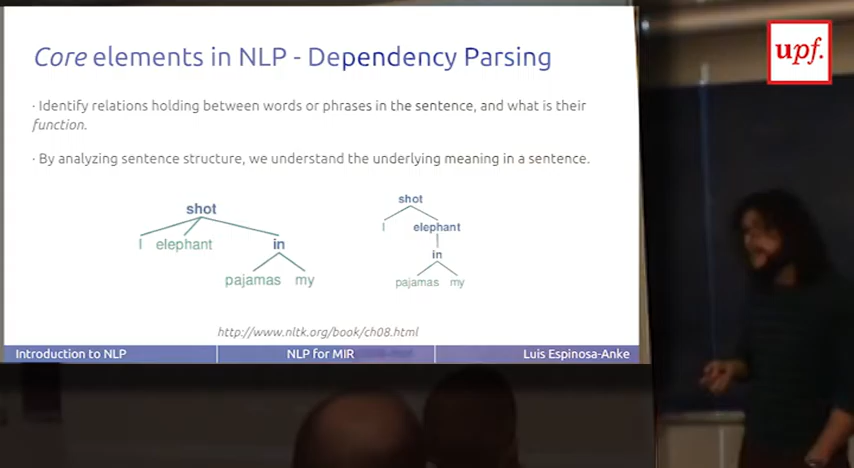 Core elements in NLP - Dependency Parsing
upf.
· Identify relations holding between words or phrases in the sentence, and what is their
function.
· By analyzing sentence structure, we understand the underlying meaning in a sentence.
shot
I elephant
in
pajamas my
shot
I elephant
in
pajamas my
http://www.nltk.org/book/ch08.html
Introduction to NLP NLP for MIR Luis Espinosa-Anke